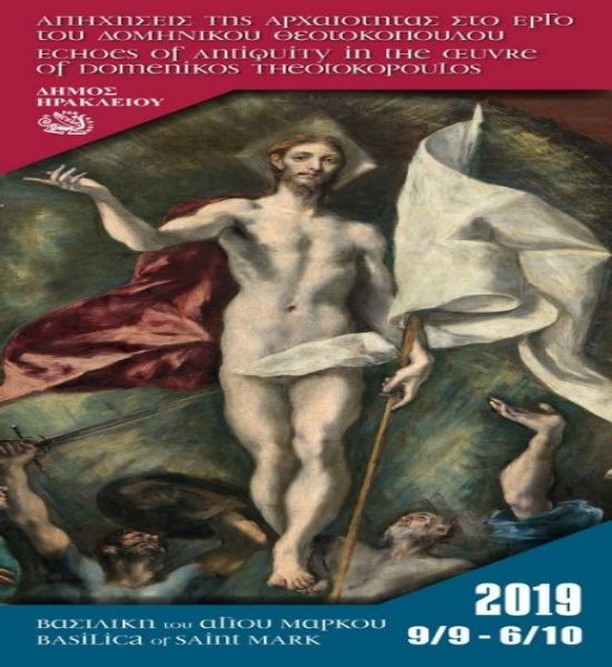 ΑΠΗΧΗΣΕΙΣ ΤΗΣ ΑΡΧΑΙΟΤΗΤΑΣ ΣΤΟ ΕΡΓΟ
ΤΟΥ ΔΟΜΗΝΙΚΟΥ ΘΕΟΤΟΚΟΠΟΥΛΟΥ
ECHOES OF ANTIQUITY IN THE ŒUVRE
OF DOMENIKOS THEOTOKOPOULOS
ΔΗΜΟΣ
ΗΡΑΚΛΕΙΟΥ
2019
ΒΑΣΙΛΙΚΗ ΤΟΥ ΑΓΙΟΥ ΜΑΡΚΟΥ
BASILICA OF SAINT MARK
9/9 - 6/10